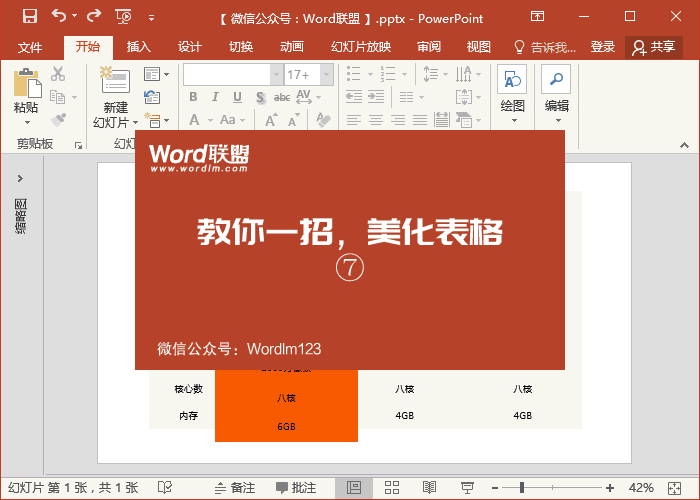 【 微信公众号：Word联盟 】.pptx - PowerPoint
文件 开始 插入 设计 切换 动画 幻灯片放映 审阅 视图 告诉我... 登录 共享
17+
粘贴 新建 绘图 编辑
幻灯片
B I U S abc AV
A Aa A A
剪贴板
Word联盟
www.wordlm.com
教你一招，美化表格
⑦
微信公众号：Wordlm123
缩略图
核心数 八核 八核 八核
内存 6GB 4GB 4GB
幻灯片 第 1 张，共 1 张 备注 批注 42%